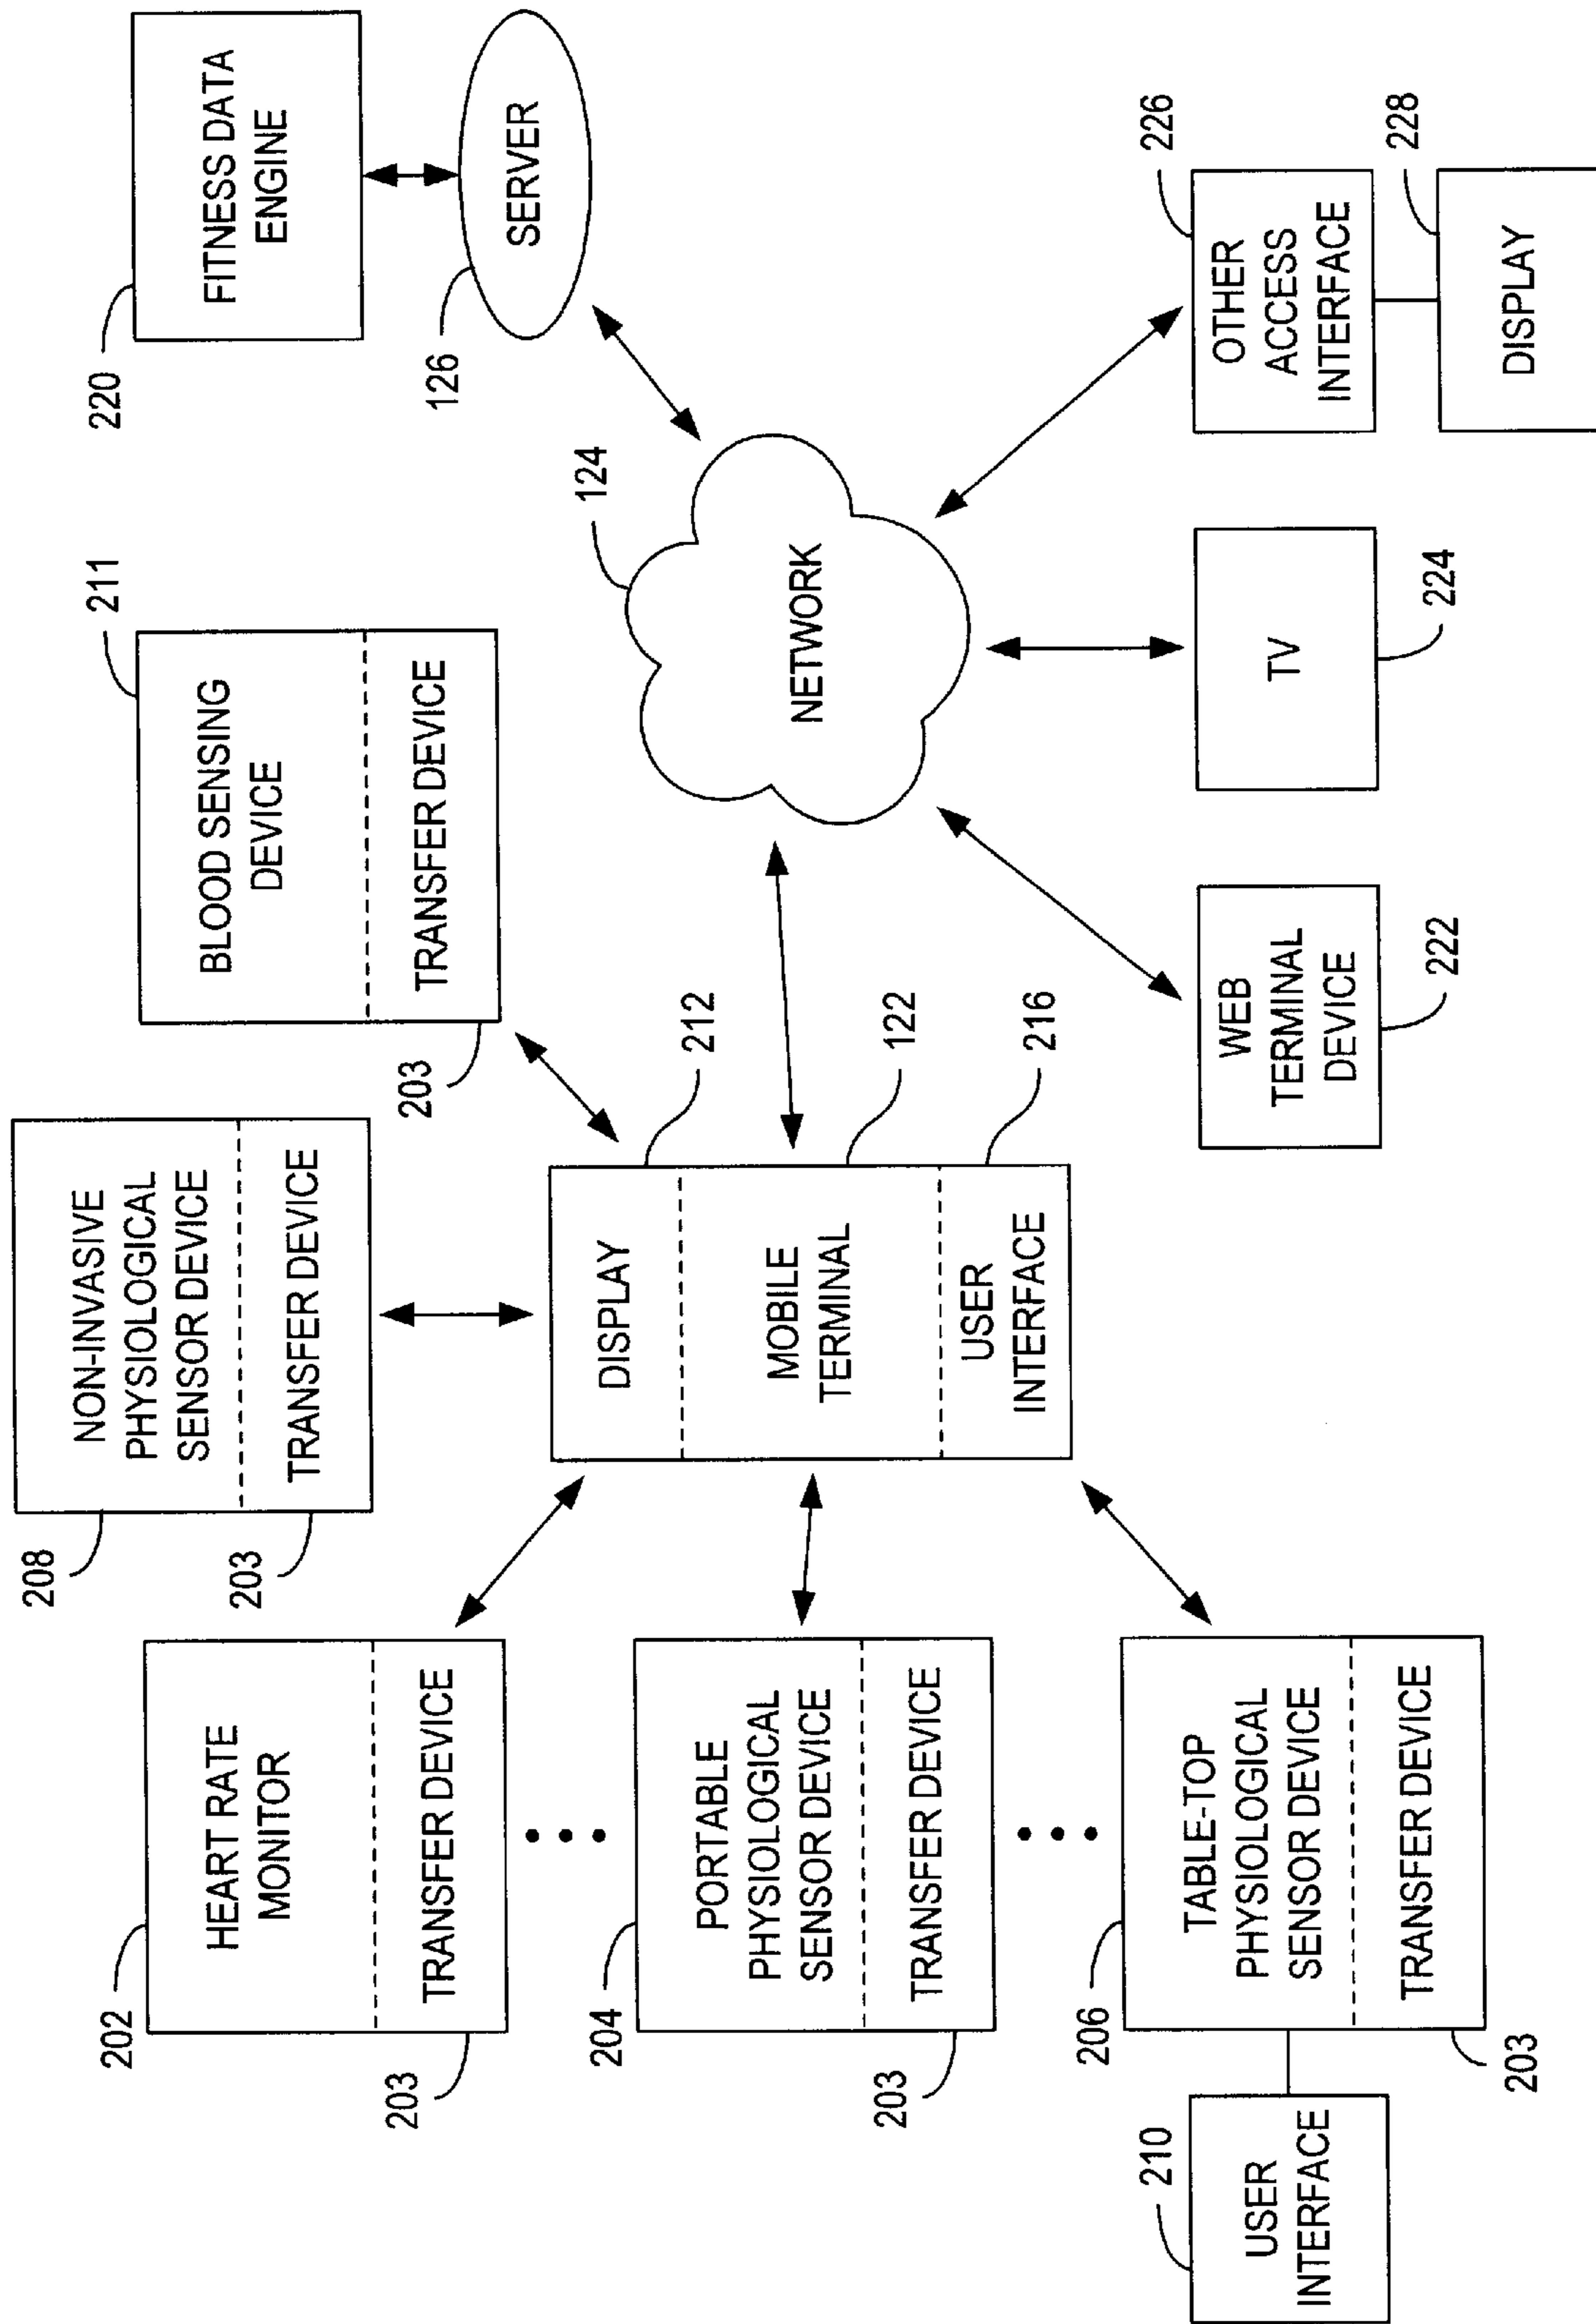 208
NON-INVASIVE
PHYSIOLOGICAL
SENSOR DEVICE
203
TRANSFER DEVICE
211
BLOOD SENSING
DEVICE
203
TRANSFER DEVICE
220
FITNESS DATA
ENGINE
126
SERVER
202
HEART RATE
MONITOR
203
TRANSFER DEVICE
204
PORTABLE
PHYSIOLOGICAL
SENSOR DEVICE
203
TRANSFER DEVICE
206
TABLE-TOP
PHYSIOLOGICAL
SENSOR DEVICE
203
TRANSFER DEVICE
210
USER
INTERFACE
DISPLAY
212
MOBILE
TERMINAL
122
USER
INTERFACE
216
124
NETWORK
WEB
TERMINAL
DEVICE
222
TV
224
OTHER
ACCESS
INTERFACE
226
DISPLAY
228